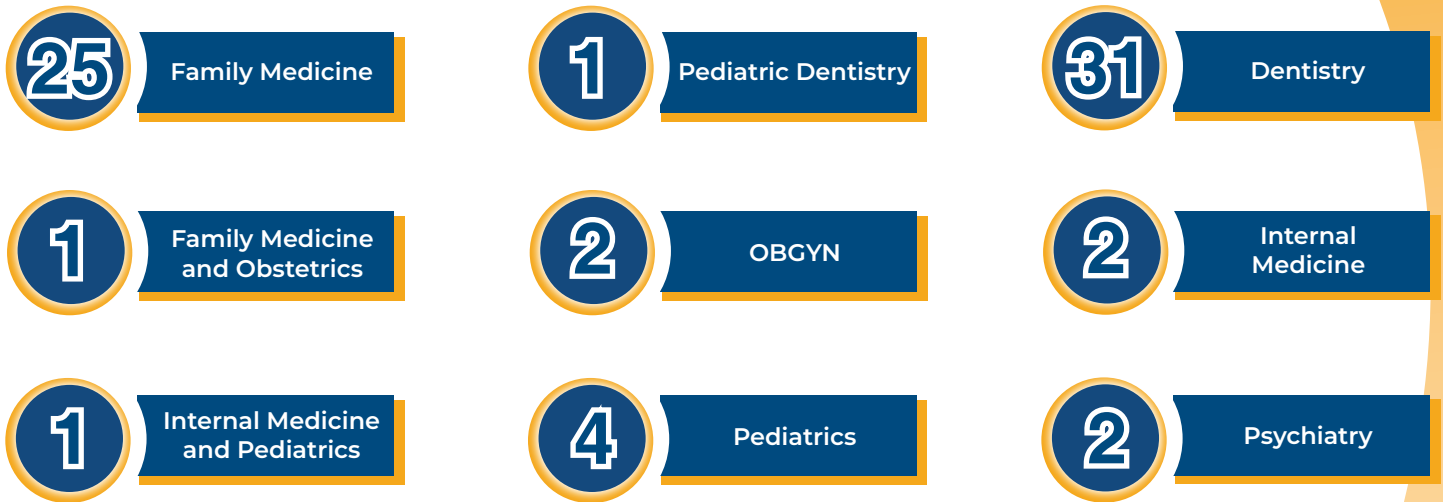 25
Family Medicine
1
Pediatric Dentistry
31
Dentistry
1
Family Medicine
and Obstetrics
2
OBGYN
2
Internal
Medicine
1
Internal Medicine
and Pediatrics
4
Pediatrics
2
Psychiatry